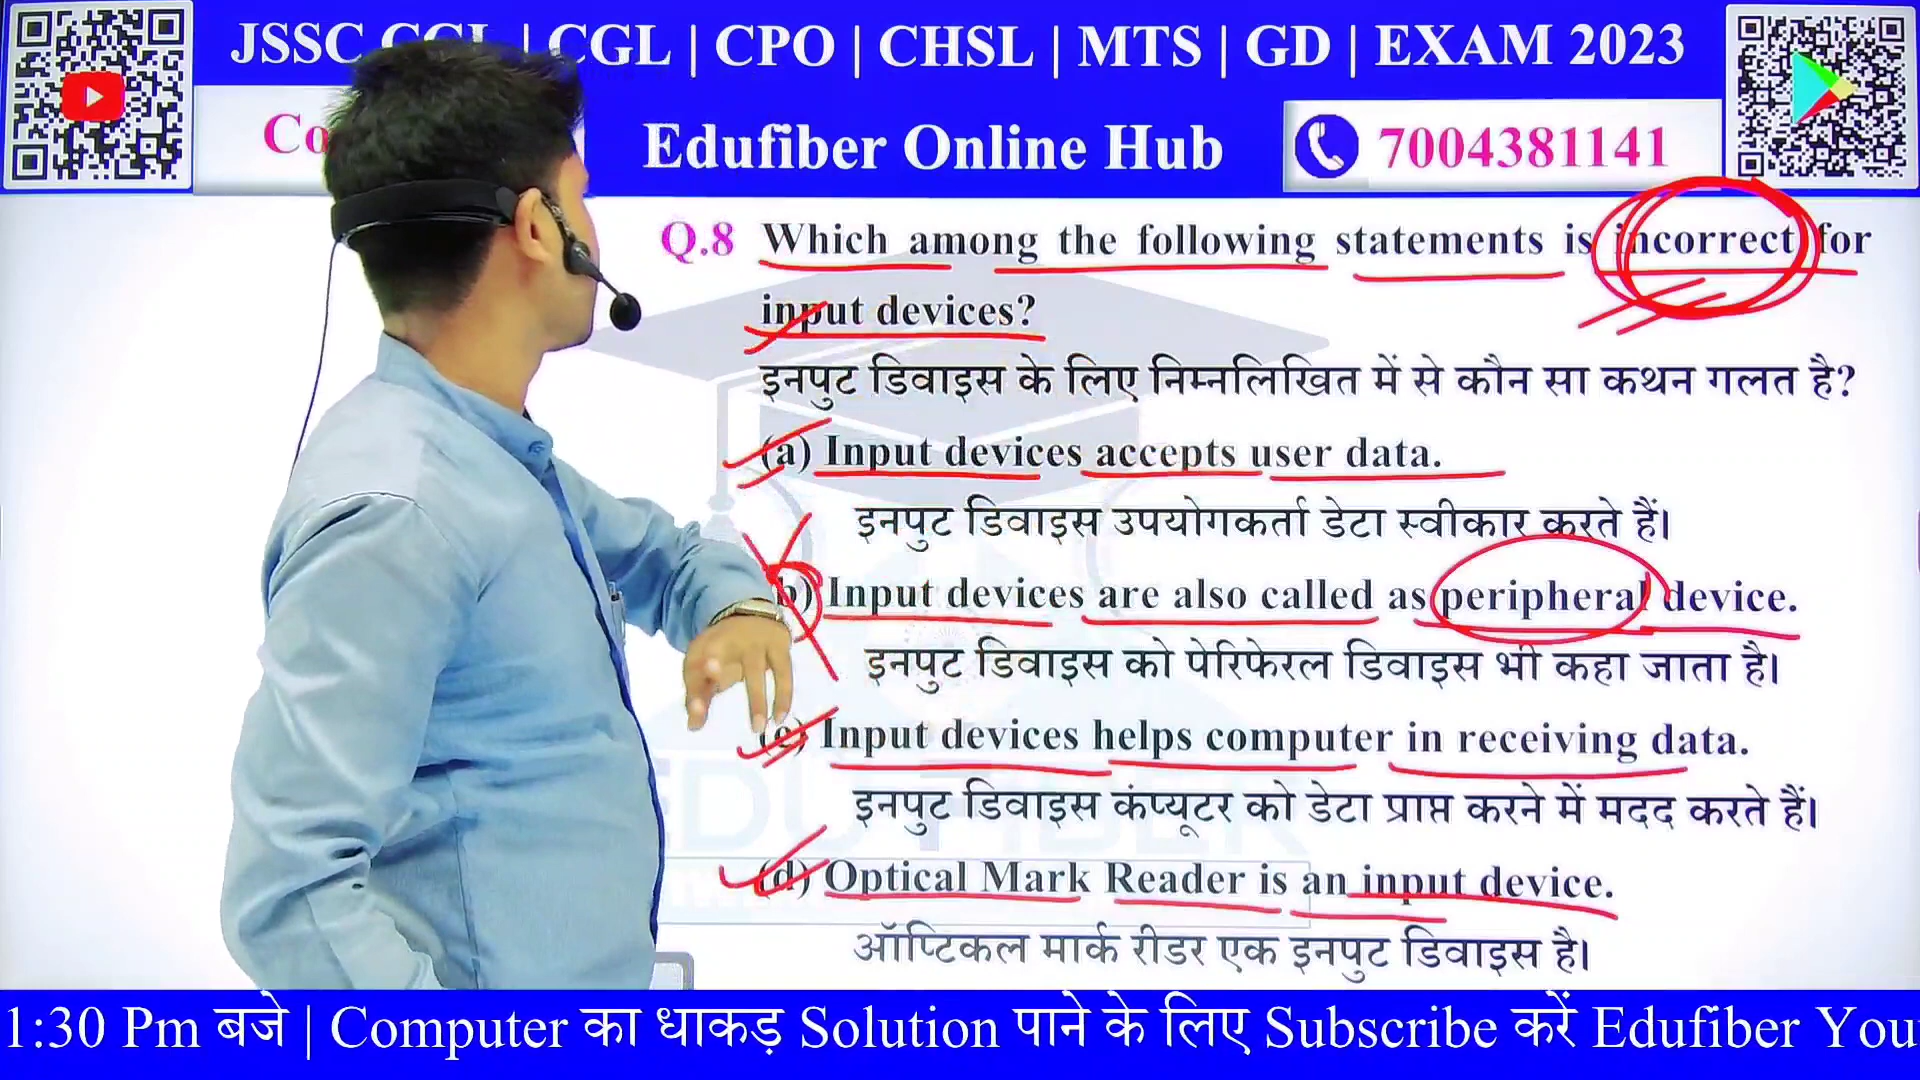 JSSC CGL | CGL | CPO | CHSL | MTS | GD | EXAM 2023
Edufiber Online Hub
7004381141
Q.8 Which among the following statements is incorrect for
input devices?
इनपुट डिवाइस के लिए निम्नलिखित में से कौन सा कथन गलत है?
(a) Input devices accepts user data.
इनपुट डिवाइस उपयोगकर्ता डेटा स्वीकार करते हैं।
b) Input devices are also called as peripheral device.
इनपुट डिवाइस को पेरिफेरल डिवाइस भी कहा जाता है।
(c) Input devices helps computer in receiving data.
इनपुट डिवाइस कंप्यूटर को डेटा प्राप्त करने में मदद करते हैं।
(d) Optical Mark Reader is an input device.
ऑप्टिकल मार्क रीडर एक इनपुट डिवाइस है।
1:30 Pm बजे | Computer का धाकड़ Solution पाने के लिए Subscribe करें Edufiber You